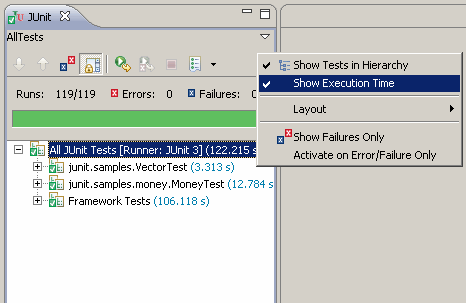 JUnit
AllTests
Runs: 119/119 Errors: 0 Failures:
Show Tests in Hierarchy
Show Execution Time
Layout
Show Failures Only
Activate on Error/Failure Only
All JUnit Tests [Runner: JUnit 3] (122.215 s)
junit.samples.VectorTest (3.313 s)
junit.samples.money.MoneyTest (12.784 s)
Framework Tests (106.118 s)